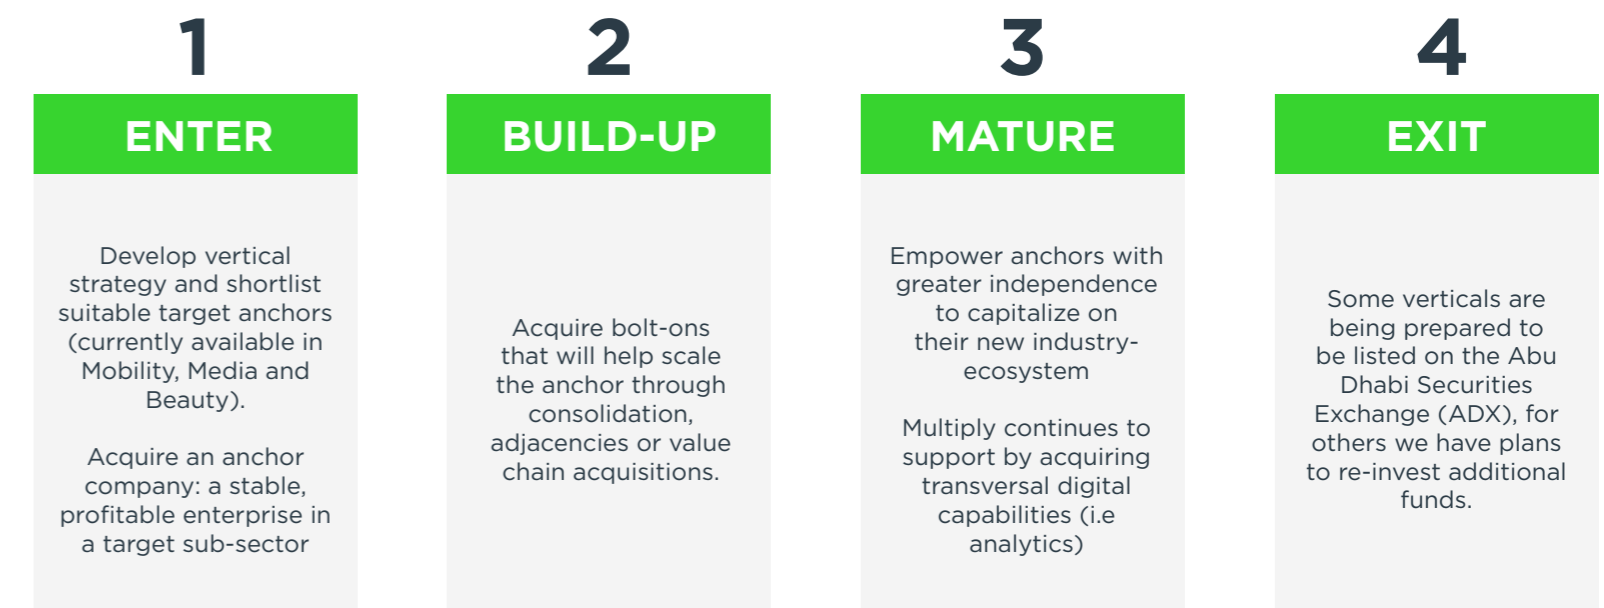 1
ENTER
Develop vertical
strategy and shortlist
suitable target anchors
(currently available in
Mobility, Media and
Beauty).
Acquire an anchor
company: a stable,
profitable enterprise in
a target sub-sector
2
BUILD-UP
Acquire bolt-ons
that will help scale
the anchor through
consolidation,
adjacencies or value
chain acquisitions.
3
MATURE
Empower anchors with
greater independence
to capitalize on
their new industry-
ecosystem
Multiply continues to
support by acquiring
transversal digital
capabilities (i.e
analytics)
4
EXIT
Some verticals are
being prepared to
be listed on the Abu
Dhabi Securities
Exchange (ADX), for
others we have plans
to re-invest additional
funds.